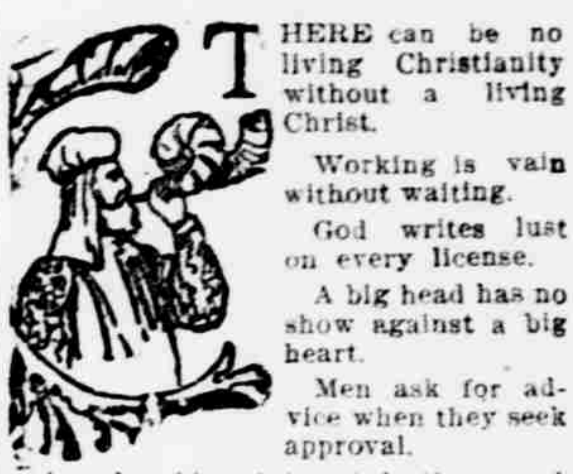 THERE can be no
living Christianity
without a living
Christ.
Working is vain
without waiting.
God writes lust
on every license.
A big head has no
show against a big
heart.
Men ask for ad-
vice when they seek
approval.